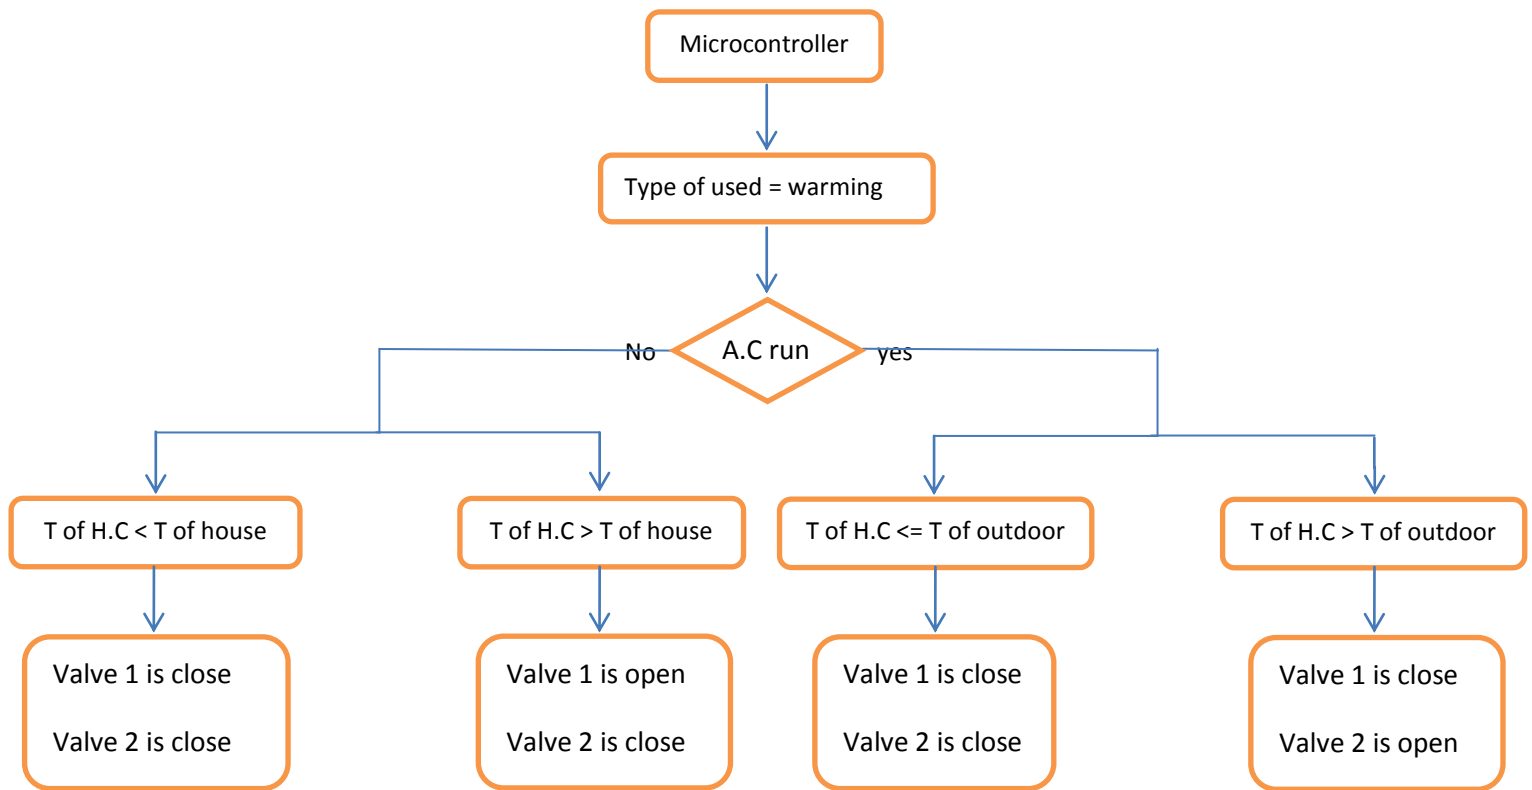 Microcontroller
Type of used = warming
No
A.C run
yes
T of H.C < T of house
T of H.C > T of house
T of H.C <= T of outdoor
T of H.C > T of outdoor
Valve 1 is close
Valve 2 is close
Valve 1 is open
Valve 2 is close
Valve 1 is close
Valve 2 is close
Valve 1 is close
Valve 2 is open